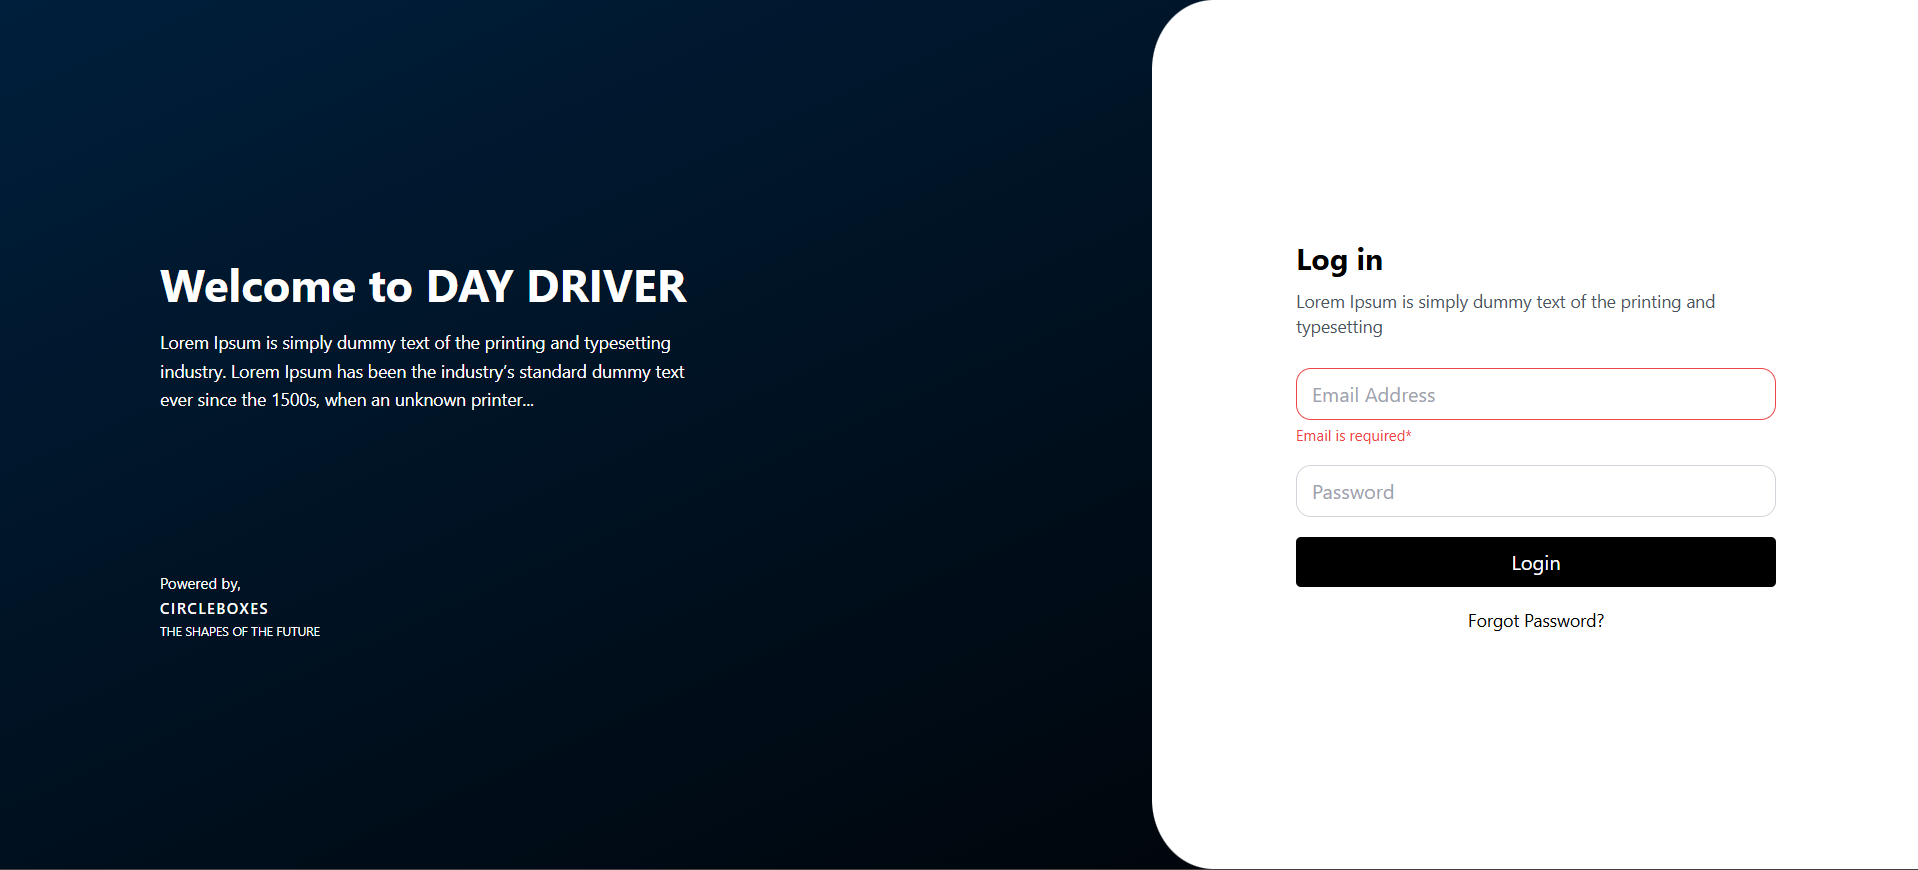 Welcome to DAY DRIVER
Lorem Ipsum is simply dummy text of the printing and typesetting
industry. Lorem Ipsum has been the industry’s standard dummy text
ever since the 1500s, when an unknown printer...
Powered by,
CIRCLEBOXES
THE SHAPES OF THE FUTURE
Log in
Lorem Ipsum is simply dummy text of the printing and
typesetting
Email Address
Email is required*
Password
Login
Forgot Password?